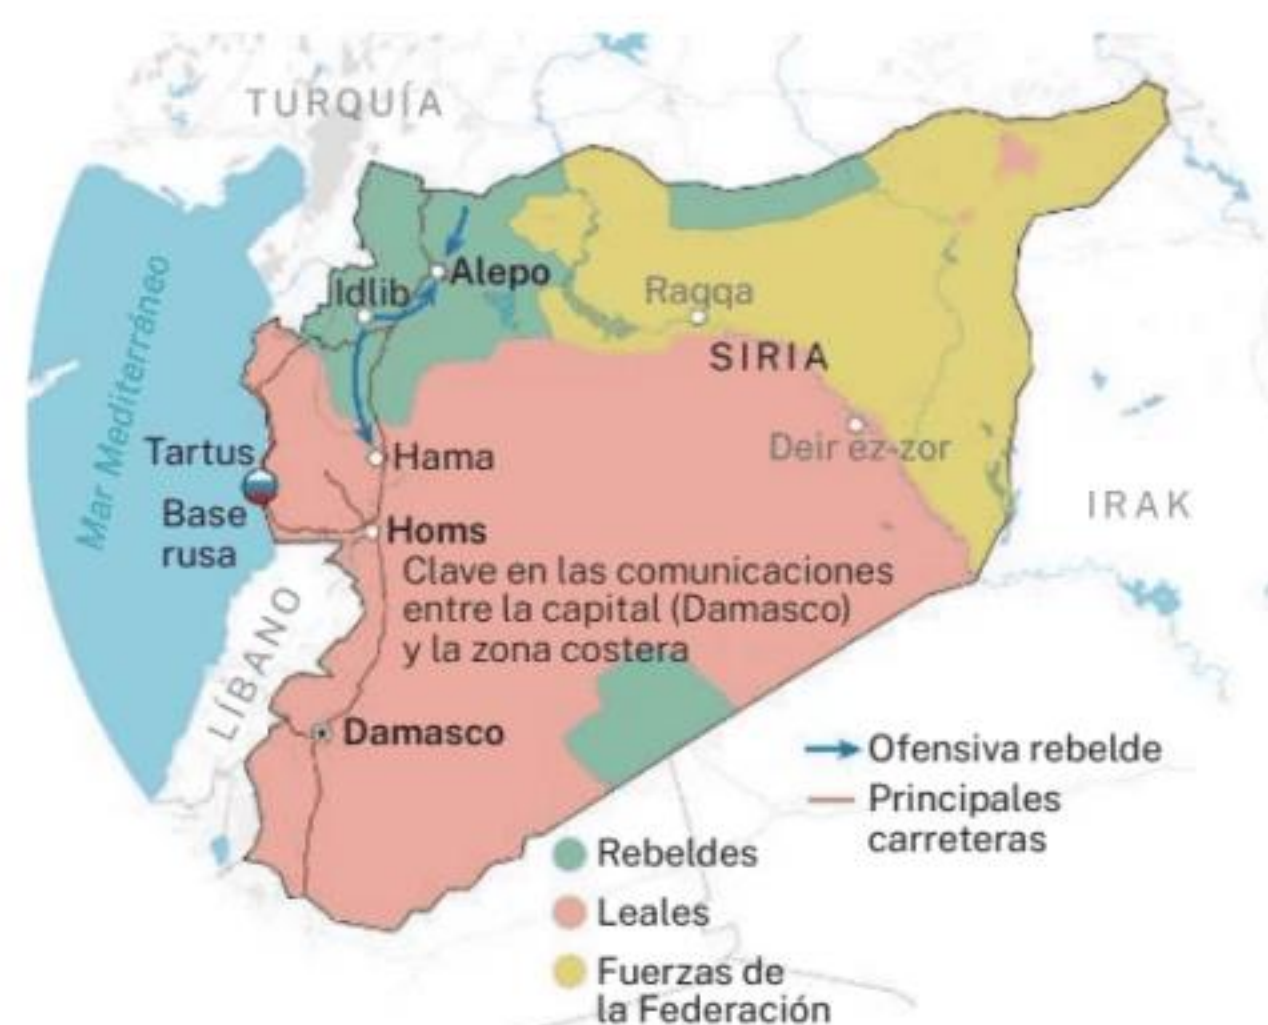 TURQUÍA
Mar Mediterráneo
Idlib
Alepo
Raqqa
SIRIA
Tartus
Hama
Deir ez-zor
Base
rusa
IRAK
Homs
Clave en las comunicaciones
entre la capital (Damasco)
y la zona costera
LÍBANO
Damasco
Ofensiva rebelde
Principales
carreteras
Rebeldes
Leales
Fuerzas de
la Federación